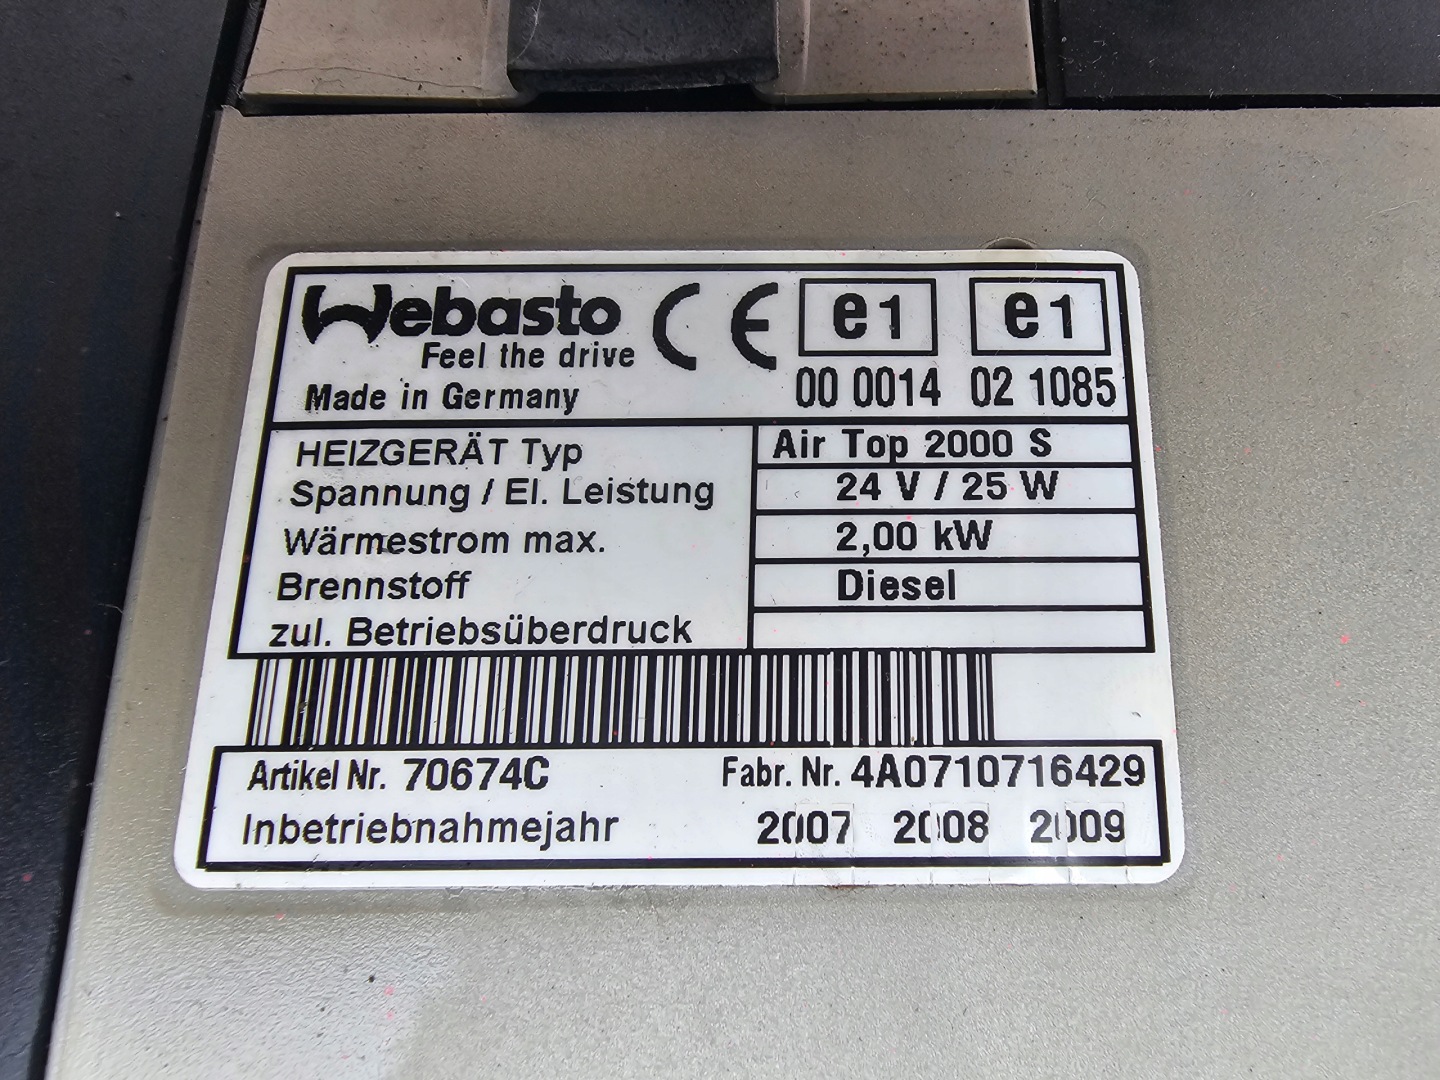 Webasto CE e1 e1
Feel the drive
Made in Germany 00 0014 02 1085
HEIZGERÄT Typ Air Top 2000 S
Spannung / El. Leistung 24 V / 25 W
Wärmestrom max. 2,00 kW
Brennstoff Diesel
zul. Betriebsüberdruck
Artikel Nr. 70674C Fabr. Nr. 4A0710716429
Inbetriebnahmejahr 2007 2008 2009